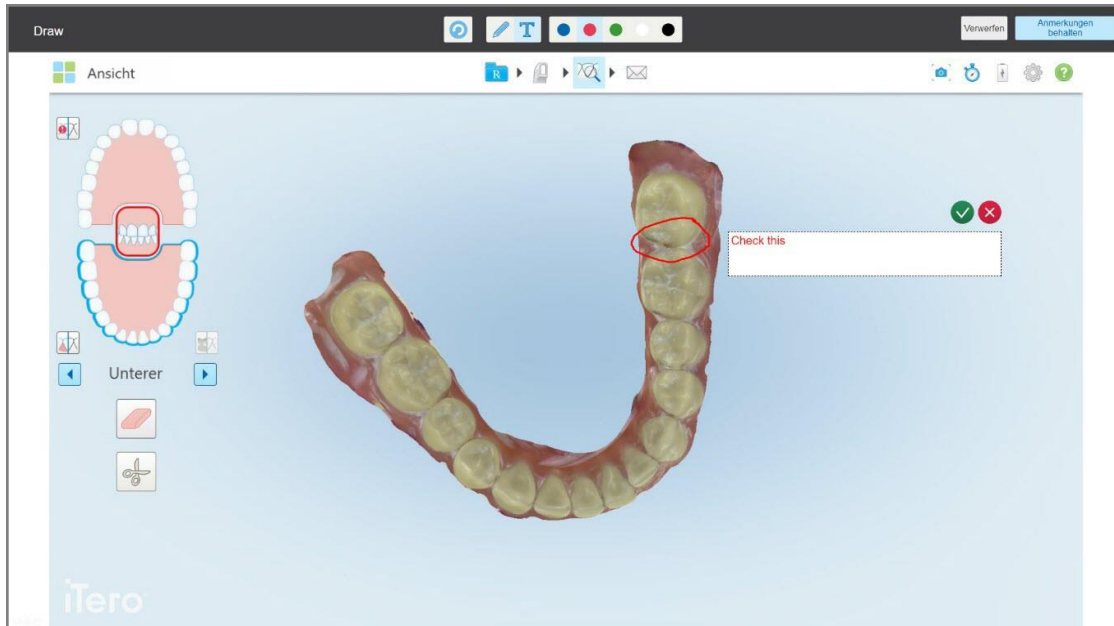 Draw
T
Verwerfen
Anmerkungen
behalten
Ansicht
R
?
Check this
Unterer
iTero